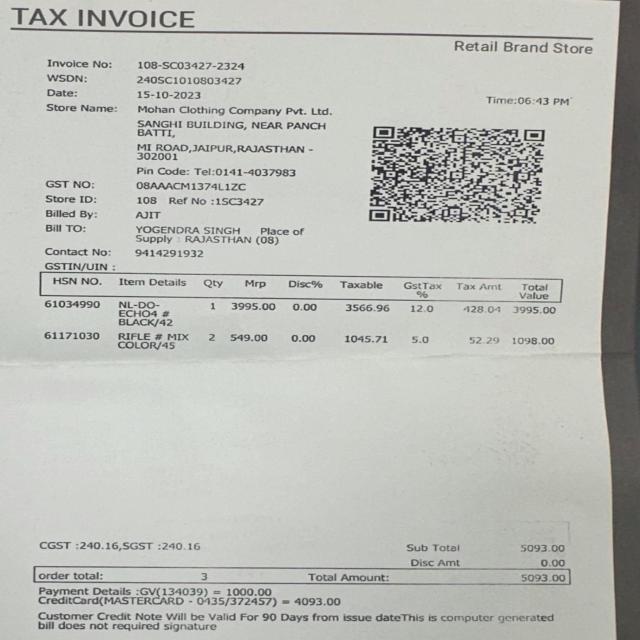 TAX INVOICE
Retail Brand Store
Invoice No: 108-SC03427-2324
WSDN: 240SC1010803427
Date: 15-10-2023
Time:06:43 PM
Store Name: Mohan Clothing Company Pvt. Ltd.
SANGHI BUILDING, NEAR PANCH
BATTI,
MI ROAD,JAIPUR,RAJASTHAN -
302001
Pin Code: Tel:0141-4037983
GST NO: 08AAACM1374L1ZC
Store ID: 108 Ref No :1SC3427
Billed By: AJIT
Bill TO: YOGENDRA SINGH Place of
Supply : RAJASTHAN (08)
Contact No: 9414291932
GSTIN/UIN :
HSN NO. Item Details Qty Mrp Disc% Taxable GstTax Tax Amt Total
% Value
61034990 NL-DO- 1 3995.00 0.00 3566.96 12.0 428.04 3995.00
ECHO4 #
BLACK/42
61171030 RIFLE # MIX 2 549.00 0.00 1045.71 5.0 52.29 1098.00
COLOR/45
CGST :240.16,SGST :240.16 Sub Total 5093.00
Disc Amt 0.00
order total: 3 Total Amount: 5093.00
Payment Details :GV(134039) = 1000.00
CreditCard(MASTERCARD - 0435/372457) = 4093.00
Customer Credit Note Will be Valid For 90 Days from issue dateThis is computer generated
bill does not required signature